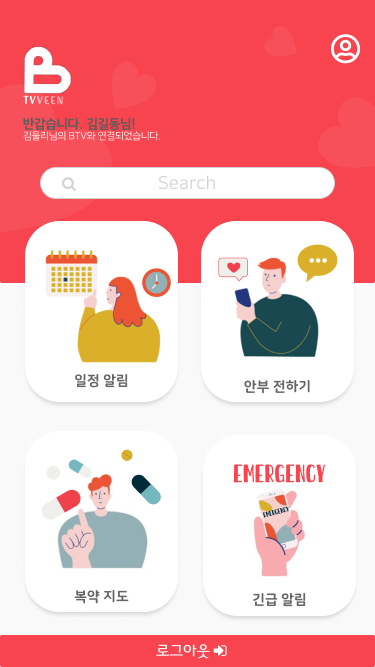 TVVEEN
반갑습니다. 김길동님!
김둘리님의 BTV와 연결되었습니다.
Search
일정 알림
안부 전하기
복약 지도
EMERGENCY
EMERGENCY
긴급 알림
로그아웃